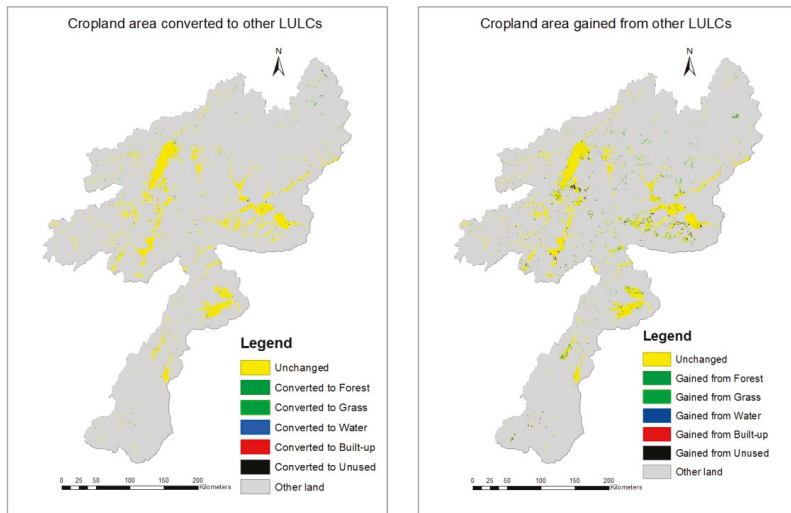 Cropland area converted to other LULCs
N
Legend
Unchanged
Converted to Forest
Converted to Grass
Converted to Water
Converted to Built-up
Converted to Unused
Other land
0 25 50 100 150 200
Kilometers
Cropland area gained from other LULCs
N
Legend
Unchanged
Gained from Forest
Gained from Grass
Gained from Water
Gained from Built-up
Gained from Unused
Other land
0 25 50 100 150 200
Kilometers